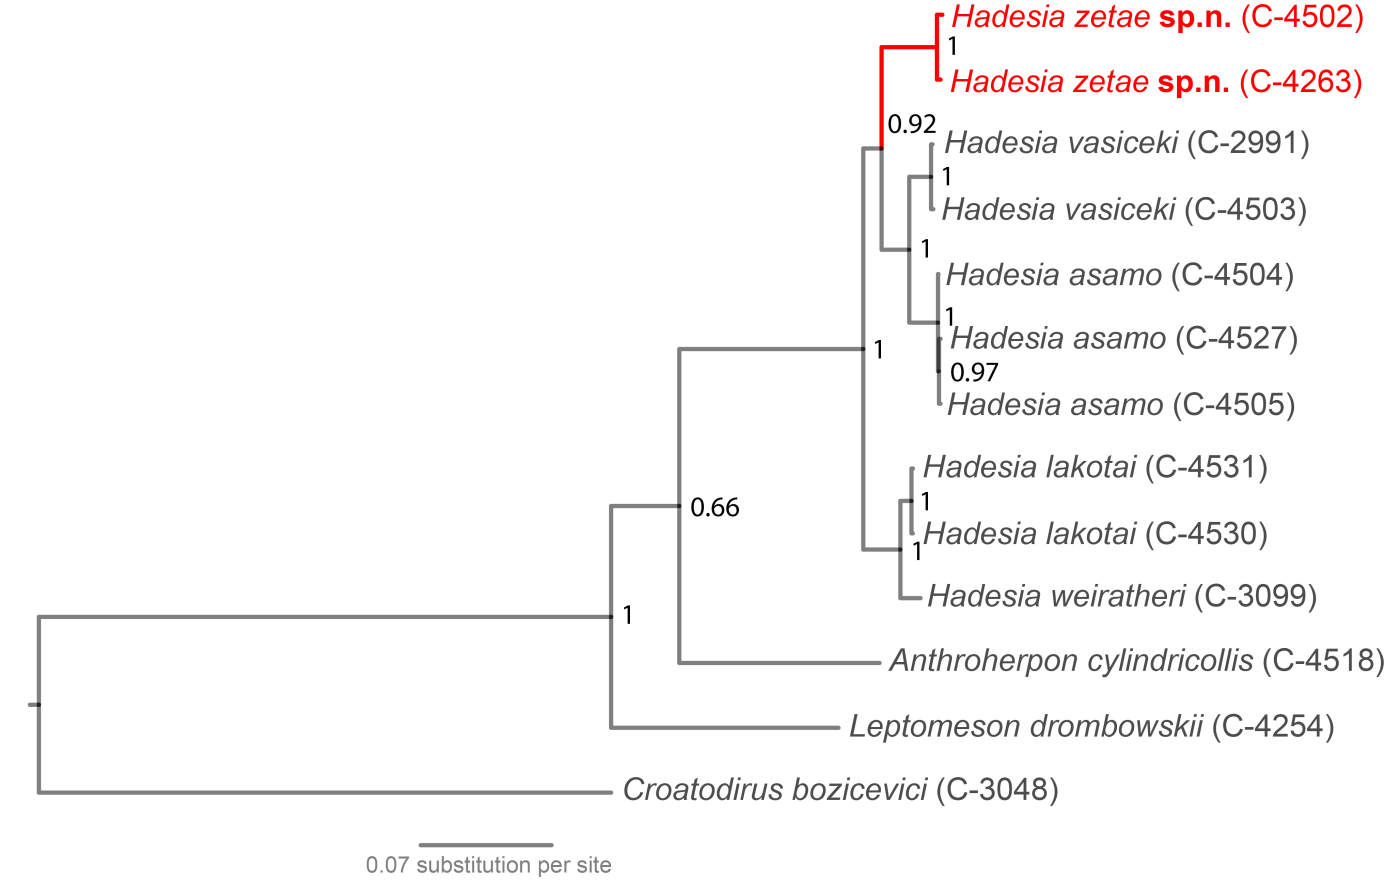 Hadesia zetae sp.n. (C-4502)
1
Hadesia zetae sp.n. (C-4263)
0.92
Hadesia vasiceki (C-2991)
1
Hadesia vasiceki (C-4503)
1
Hadesia asamo (C-4504)
1
Hadesia asamo (C-4527)
1
0.97
Hadesia asamo (C-4505)
Hadesia lakotai (C-4531)
1
0.66
Hadesia lakotai (C-4530)
1
Hadesia weiratheri (C-3099)
1
Anthroherpon cylindricollis (C-4518)
Leptomeson drombowskii (C-4254)
Croatodirus bozicevici (C-3048)
0.07 substitution per site